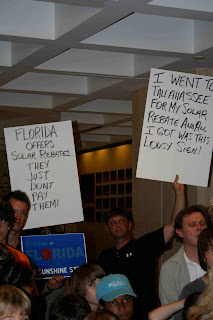 FLORIDA
OFFERS
SOLAR REBATES.
THEY
JUST
DON'T
PAY
THEM!
I WENT TO
TALLAHASSEE
FOR MY SOLAR
REBATE AND ALL
I GOT WAS THIS
LOUSY SIGN!
FLORIDA
SUNSHINE STATE